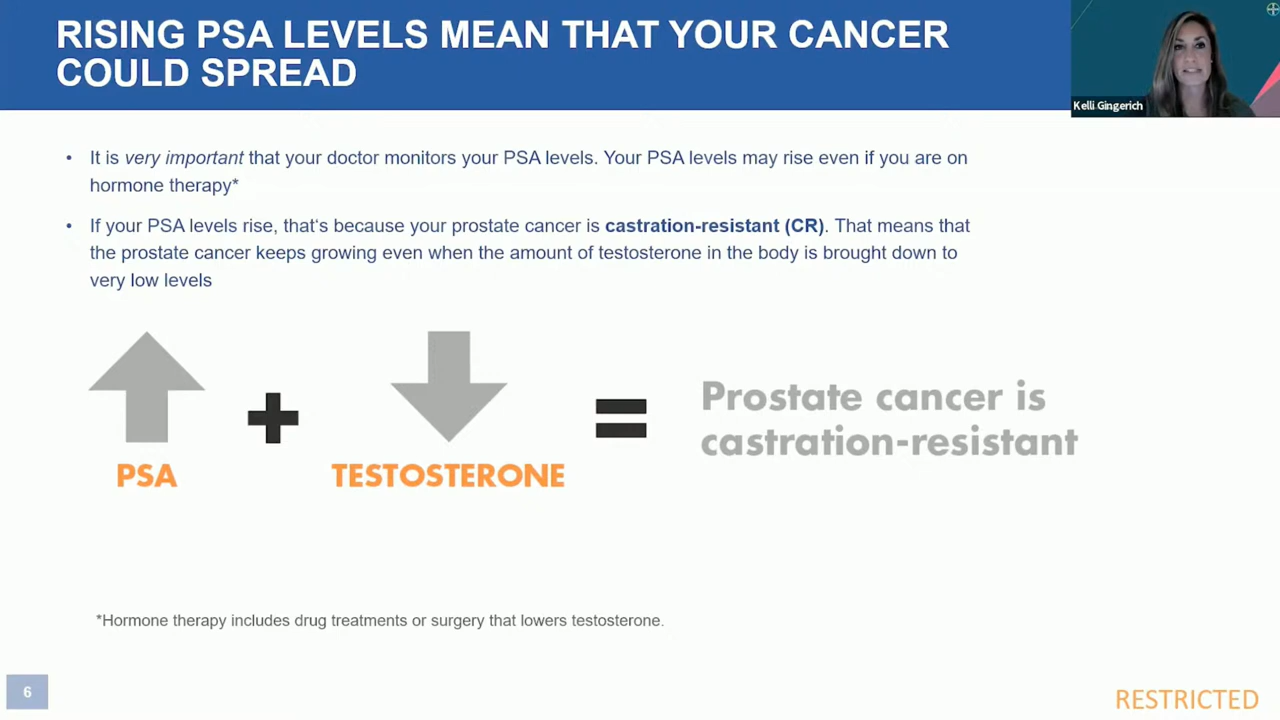 RISING PSA LEVELS MEAN THAT YOUR CANCER
COULD SPREAD
Kelli Gingerich
• It is very important that your doctor monitors your PSA levels. Your PSA levels may rise even if you are on
hormone therapy*
• If your PSA levels rise, that‘s because your prostate cancer is castration-resistant (CR). That means that
the prostate cancer keeps growing even when the amount of testosterone in the body is brought down to
very low levels
+
=
Prostate cancer is
castration-resistant
PSA
TESTOSTERONE
*Hormone therapy includes drug treatments or surgery that lowers testosterone.
6
RESTRICTED